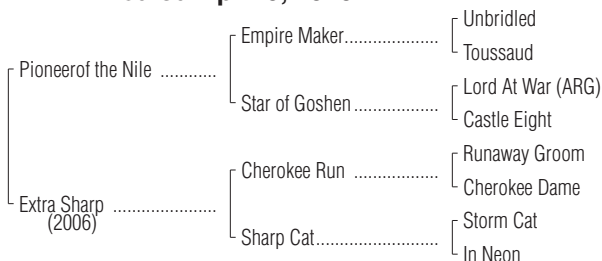 Unbridled
Empire Maker....................
Toussaud
Pioneerof the Nile ............
Lord At War (ARG)
Star of Goshen ..................
Castle Eight
Runaway Groom
Cherokee Run ..................
Cherokee Dame
Extra Sharp ......................
(2006)
Storm Cat
Sharp Cat..........................
In Neon